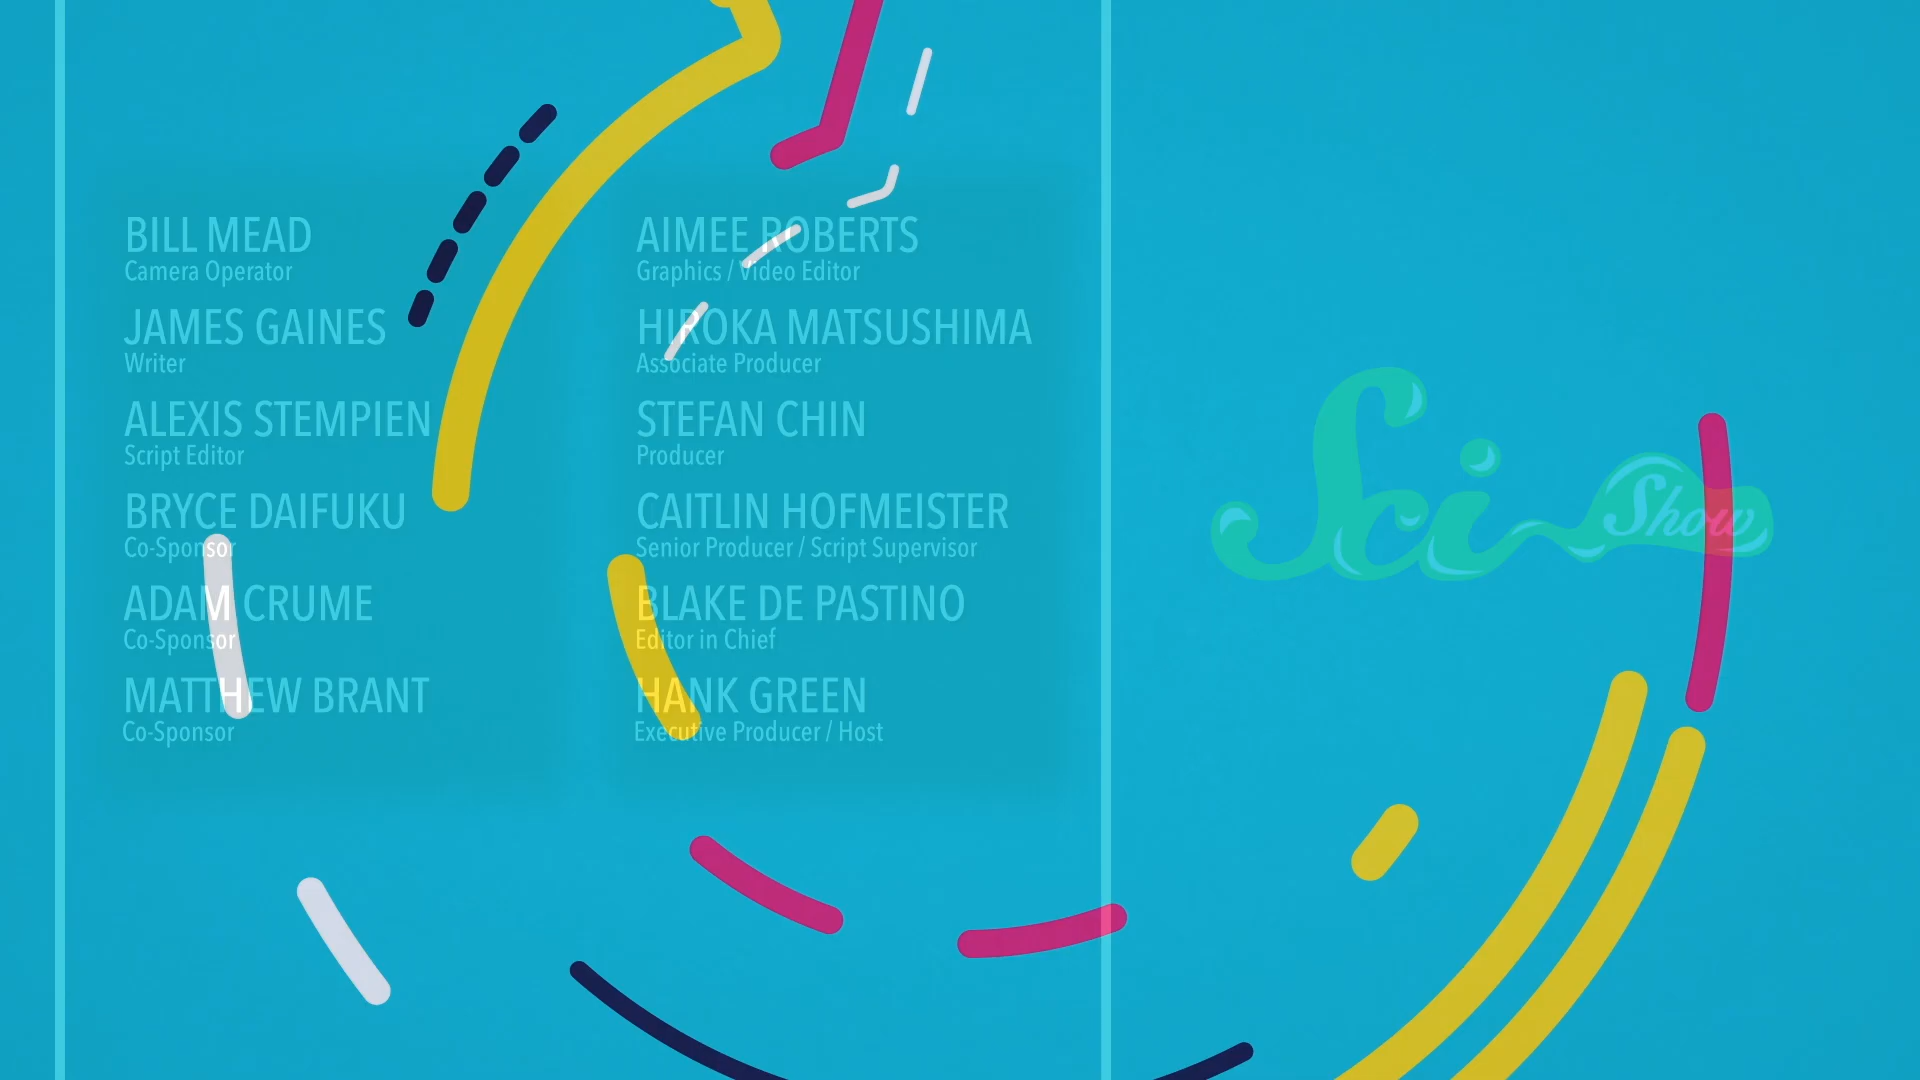 BILL MEAD
Camera Operator
JAMES GAINES
Writer
ALEXIS STEMPIEN
Script Editor
BRYCE DAIFUKU
Co-Sponsor
ADAM CRUME
Co-Sponsor
MATTHEW BRANT
Co-Sponsor
AIMEE ROBERTS
Graphics / Video Editor
HIROKA MATSUSHIMA
Associate Producer
STEFAN CHIN
Producer
CAITLIN HOFMEISTER
Senior Producer / Script Supervisor
BLAKE DE PASTINO
Editor in Chief
HANK GREEN
Executive Producer / Host
Sci Show